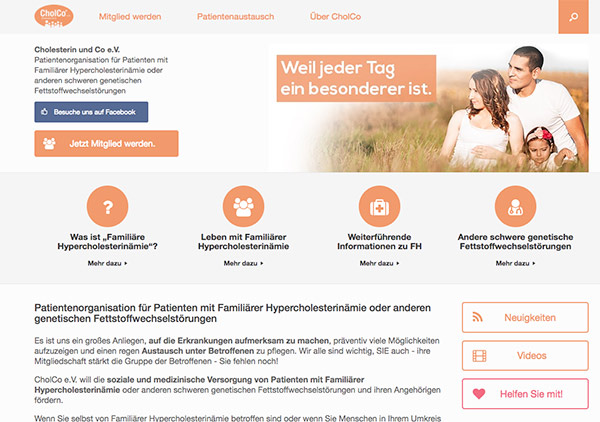 CholCo
Mitglied werden
Patientenaustausch
Über CholCo
Cholesterin und Co e.V.
Patientenorganisation für Patienten mit
Familiärer Hypercholesterinämie oder
anderen schweren genetischen
Fettstoffwechselstörungen
Besuche uns auf Facebook
Jetzt Mitglied werden.
Weil jeder Tag
ein besonderer ist.
Was ist „Familiäre
Hypercholesterinämie“?
Mehr dazu
Leben mit Familiärer
Hypercholesterinämie
Mehr dazu
Weiterführende
Informationen zu FH
Mehr dazu
Andere schwere genetische
Fettstoffwechselstörungen
Mehr dazu
Patientenorganisation für Patienten mit Familiärer Hypercholesterinämie oder anderen
genetischen Fettstoffwechselstörungen
Es ist uns ein großes Anliegen, auf die Erkrankungen aufmerksam zu machen, präventiv viele Möglichkeiten
aufzuzeigen und einen regen Austausch unter Betroffenen zu pflegen. Wir alle sind wichtig, SIE auch - ihre
Mitgliedschaft stärkt die Gruppe der Betroffenen - Sie fehlen noch!
CholCo e.V. will die soziale und medizinische Versorgung von Patienten mit Familiärer
Hypercholesterinämie oder anderen schweren genetischen Fettstoffwechselstörungen und ihren Angehörigen
fördern.
Wenn Sie selbst von Familiärer Hypercholesterinämie betroffen sind oder wenn Sie Menschen in Ihrem Umkreis
Neuigkeiten
Videos
Helfen Sie mit!